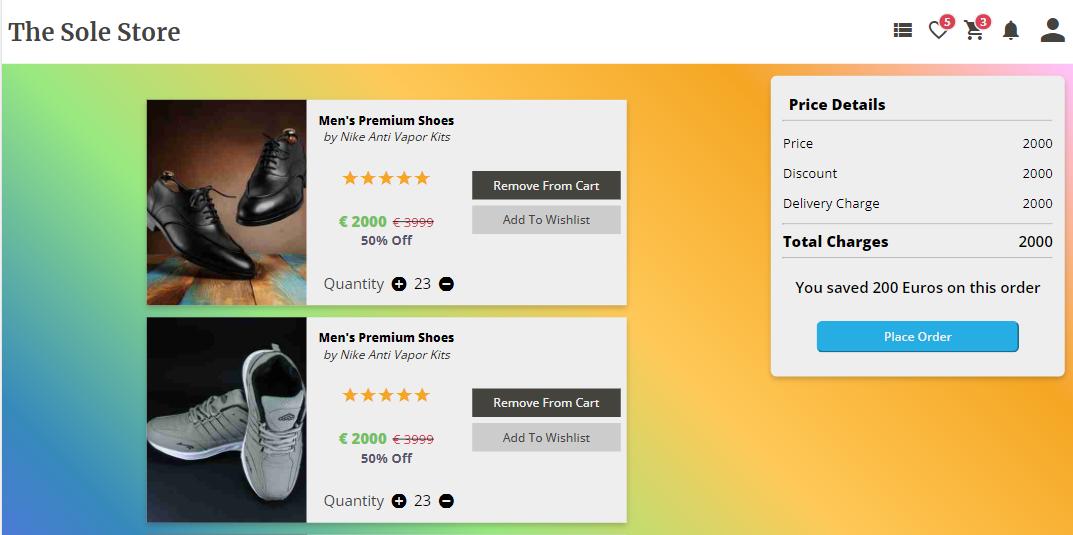 The Sole Store
5
3
Men's Premium Shoes
by Nike Anti Vapor Kits
€ 2000 € 3999
50% Off
Quantity 23
Remove From Cart
Add To Wishlist
Men's Premium Shoes
by Nike Anti Vapor Kits
€ 2000 € 3999
50% Off
Quantity 23
Remove From Cart
Add To Wishlist
Price Details
Price 2000
Discount 2000
Delivery Charge 2000
Total Charges 2000
You saved 200 Euros on this order
Place Order